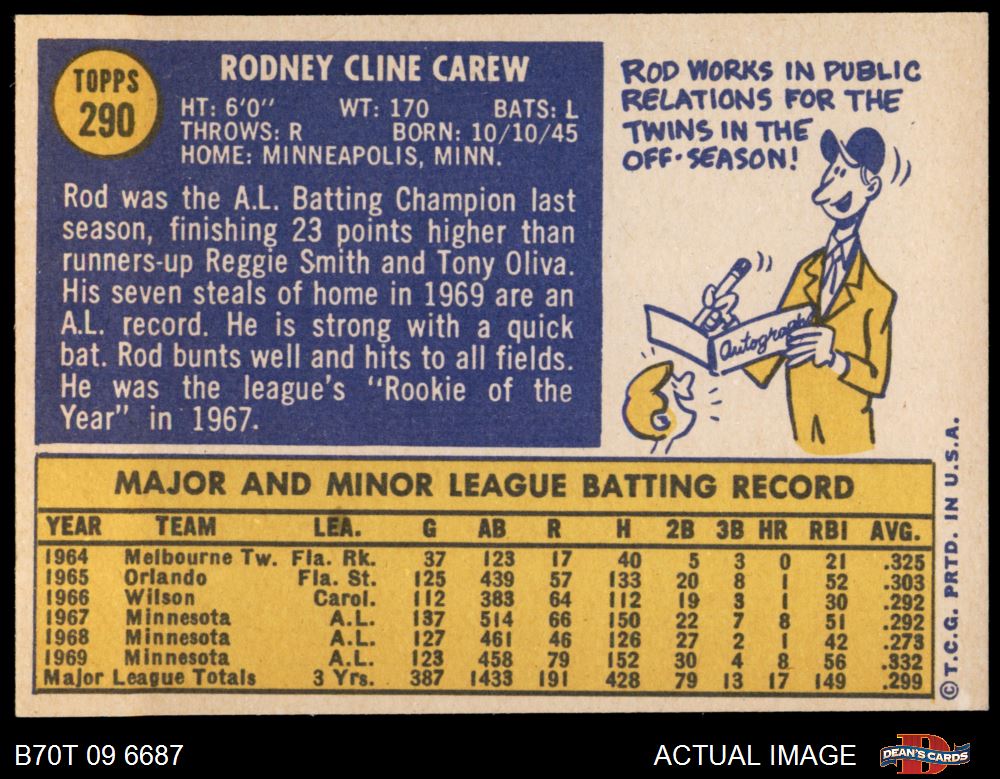 TOPPS
290
RODNEY CLINE CAREW
HT: 6'0" WT: 170 BATS: L
THROWS: R BORN: 10/10/45
HOME: MINNEAPOLIS, MINN.
Rod was the A.L. Batting Champion last
season, finishing 23 points higher than
runners-up Reggie Smith and Tony Oliva.
His seven steals of home in 1969 are an
A.L. record. He is strong with a quick
bat. Rod bunts well and hits to all fields.
He was the league's "Rookie of the
Year" in 1967.
ROD WORKS IN PUBLIC
RELATIONS FOR THE
TWINS IN THE
OFF-SEASON!
Autographs
MAJOR AND MINOR LEAGUE BATTING RECORD
YEAR TEAM LEA. G AB R H 2B 3B HR RBI AVG.
1964 Melbourne Tw. Fla. Rk. 37 123 17 40 5 3 0 21 .325
1965 Orlando Fla. St. 125 439 57 133 20 8 1 52 .303
1966 Wilson Carol. 112 383 64 112 19 3 1 30 .292
1967 Minnesota A.L. 137 514 66 150 22 7 8 51 .292
1968 Minnesota A.L. 127 461 46 126 27 2 1 42 .273
1969 Minnesota A.L. 123 458 79 152 30 4 8 56 .332
Major League Totals 3 Yrs. 387 1433 191 428 79 13 17 149 .299
© T.C.G. PRTD. IN U.S.A.
B70T 09 6687
ACTUAL IMAGE
DEAN'S CARDS